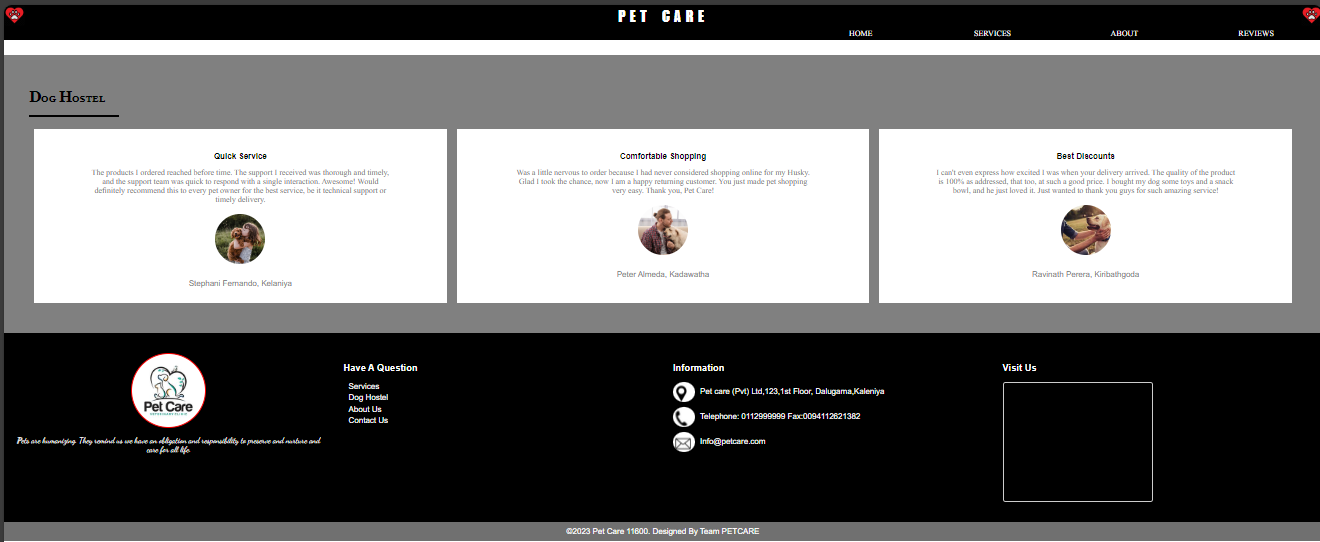 PET CARE
HOME SERVICES ABOUT REVIEWS
Dog Hostel
Quick Service
The products I ordered reached before time. The support I received was thorough and timely,
and the support team was quick to respond with a single interaction. Awesome! Would
definitely recommend this to every pet owner for the best service, be it technical support or
timely delivery.
Stephani Fernando, Kelaniya
Comfortable Shopping
Was a little nervous to order because I had never considered shopping online for my Husky.
Glad I took the chance, now I am a happy returning customer. You just made pet shopping
very easy. Thank you, Pet Care!
Peter Almeda, Kadawatha
Best Discounts
I can't even express how excited I was when your delivery arrived. The quality of the product
is 100% as addressed, that too, at such a good price. I bought my dog some toys and a snack
bowl, and he just loved it. Just wanted to thank you guys for such amazing service!
Ravinath Perera, Kiribathgoda
Pet Care
Pets are humanizing. They remind us we have an obligation and responsibility to preserve and nurture and
care for all life.
Have A Question
Services
Dog Hostel
About Us
Contact Us
Information
Pet care (Pvt) Ltd,123,1st Floor, Dalugama,Kaleniya
Telephone: 0112999999 Fax:0094112621382
Info@petcare.com
Visit Us
©2023 Pet Care 11600. Designed By Team PETCARE